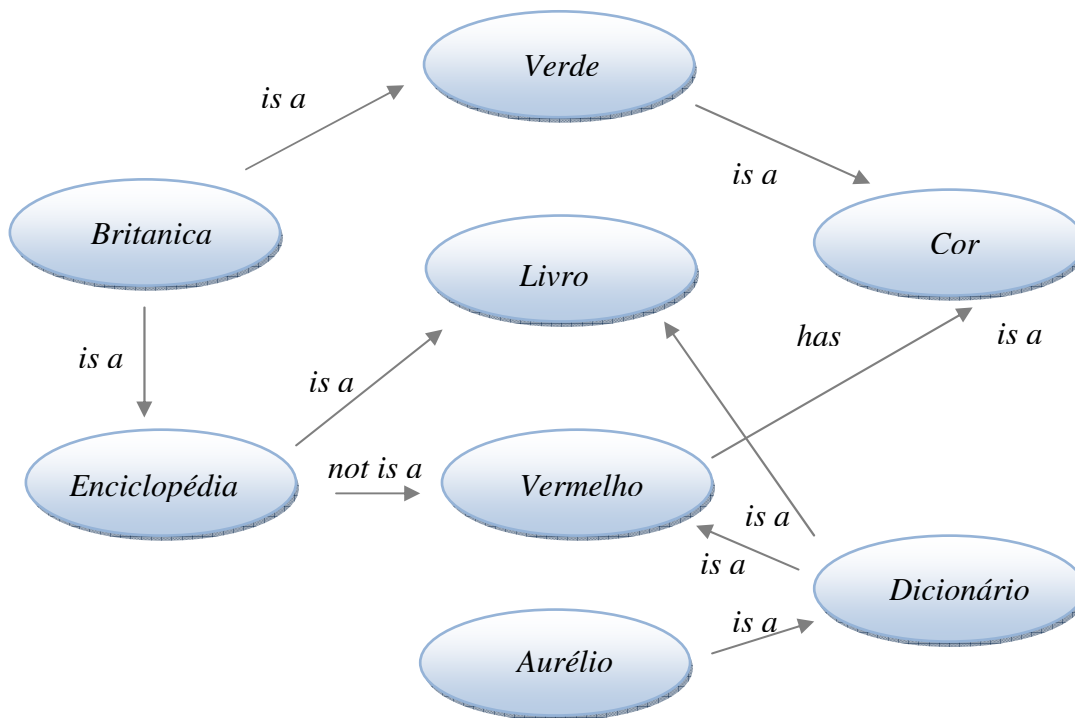 Verde
is a
is a
Britanica
Cor
Livro
has
is a
is a
is a
not is a
Enciclopédia
Vermelho
is a
is a
Dicionário
is a
Aurélio